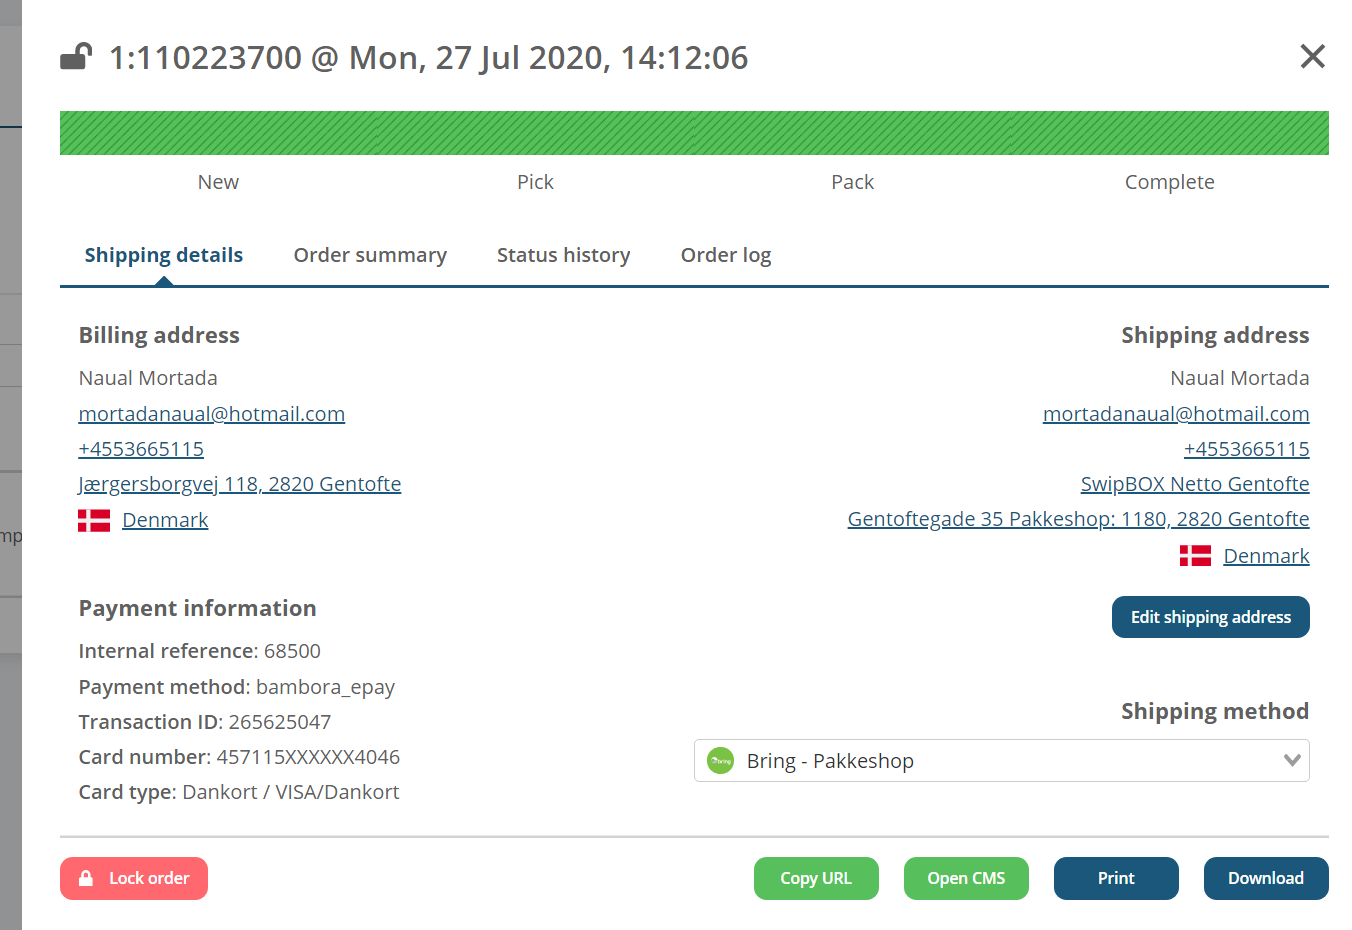 1:110223700 @ Mon, 27 Jul 2020, 14:12:06
New Pick Pack Complete
Shipping details Order summary Status history Order log
Billing address
Naual Mortada
mortadanaual@hotmail.com
+4553665115
Jærgersborgvej 118, 2820 Gentofte
Denmark
Payment information
Internal reference: 68500
Payment method: bambora_epay
Transaction ID: 265625047
Card number: 457115XXXXXX4046
Card type: Dankort / VISA/Dankort
Shipping address
Naual Mortada
mortadanaual@hotmail.com
+4553665115
SwipBOX Netto Gentofte
Gentoftegade 35 Pakkeshop: 1180, 2820 Gentofte
Denmark
Edit shipping address
Shipping method
bring
Bring - Pakkeshop
mp
Lock order Copy URL Open CMS Print Download